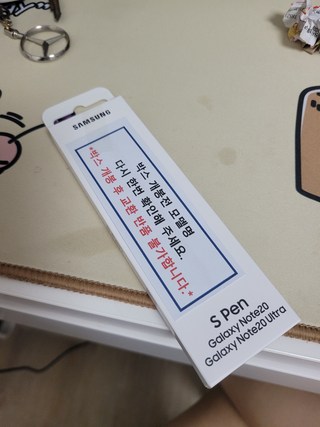 SAMSUNG
박스 개봉전 모델명
다시 한번 확인해 주세요.
*박스 개봉 후 교환 반품 불가합니다.*
S Pen
Galaxy Note20
Galaxy Note20 Ultra